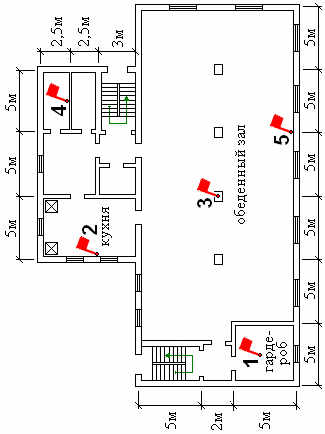 2,5м
2,5м
3м
5м
5м
5м
4
2
кухня
3
обеденный зал
5
1
гарде-
роб
5м
5м
5м
5м
5м
5м
5м
2м
5м